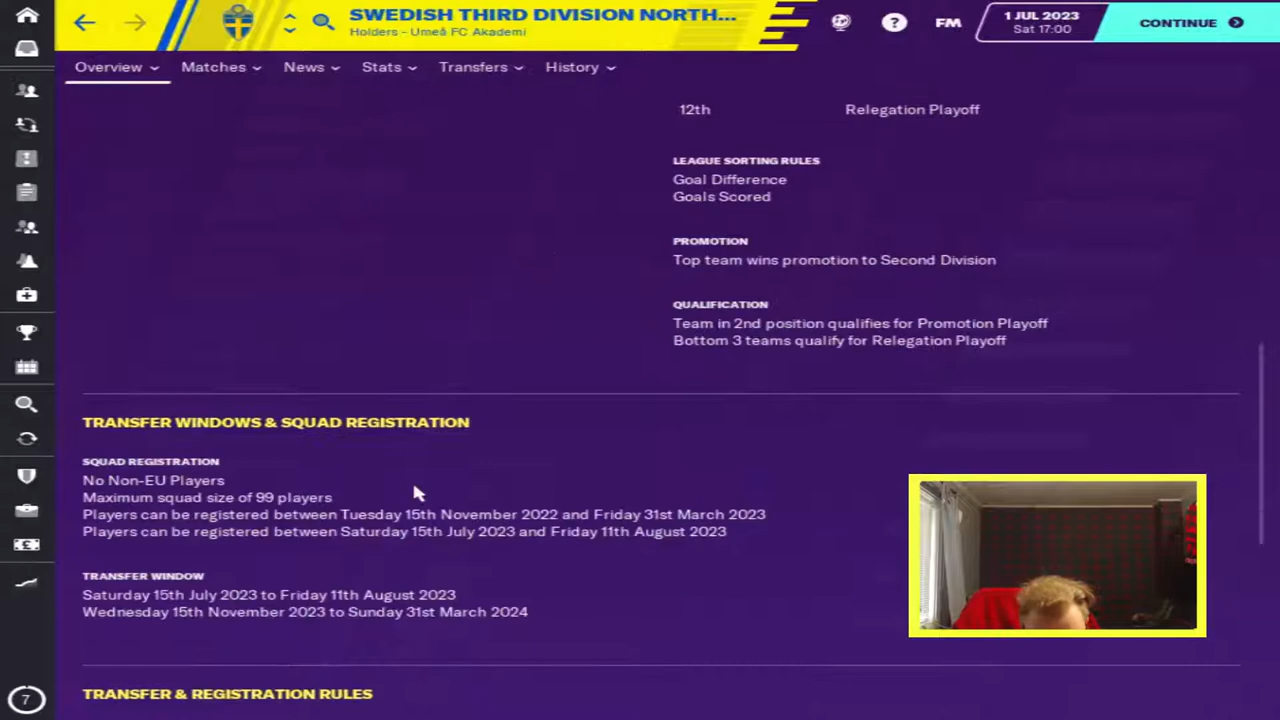 SWEDISH THIRD DIVISION NORTH...
Holders - Umeå FC Akademi
FM
1 JUL 2023
Sat 17:00
CONTINUE
Overview
Matches
News
Stats
Transfers
History
12th Relegation Playoff
LEAGUE SORTING RULES
Goal Difference
Goals Scored
PROMOTION
Top team wins promotion to Second Division
QUALIFICATION
Team in 2nd position qualifies for Promotion Playoff
Bottom 3 teams qualify for Relegation Playoff
TRANSFER WINDOWS & SQUAD REGISTRATION
SQUAD REGISTRATION
No Non-EU Players
Maximum squad size of 99 players
Players can be registered between Tuesday 15th November 2022 and Friday 31st March 2023
Players can be registered between Saturday 15th July 2023 and Friday 11th August 2023
TRANSFER WINDOW
Saturday 15th July 2023 to Friday 11th August 2023
Wednesday 15th November 2023 to Sunday 31st March 2024
TRANSFER & REGISTRATION RULES
7